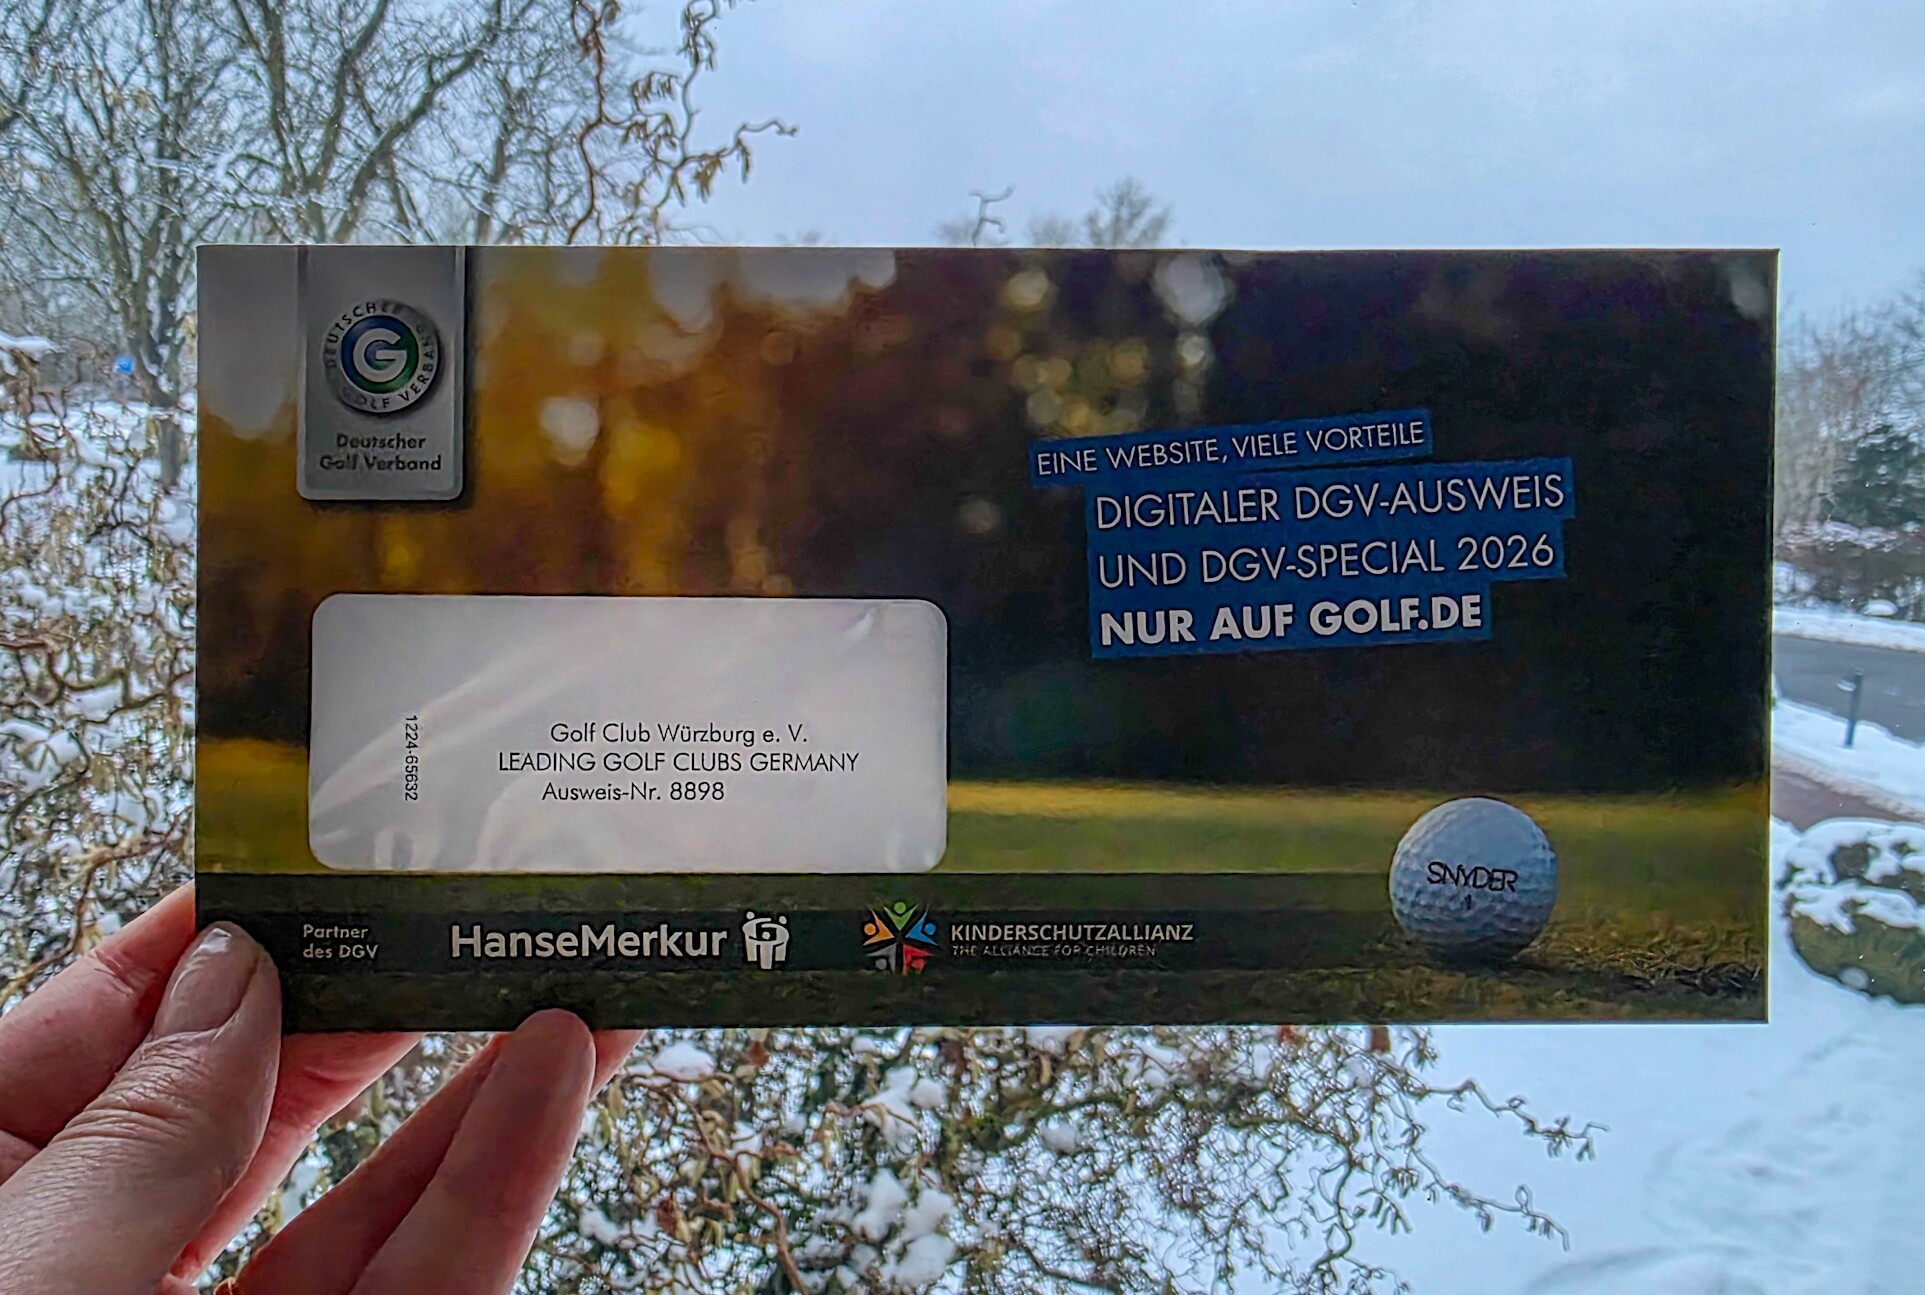 DEUTSCHER GOLF VERBAND
G
Deutscher
Golf Verband
EINE WEBSITE, VIELE VORTEILE
DIGITALER DGV-AUSWEIS
UND DGV-SPECIAL 2026
NUR AUF GOLF.DE
1224-65632
Golf Club Würzburg e. V.
LEADING GOLF CLUBS GERMANY
Ausweis-Nr. 8898
SNYDER
1
Partner
des DGV
HanseMerkur
KINDERSCHUTZALLIANZ
THE ALLIANCE FOR CHILDREN